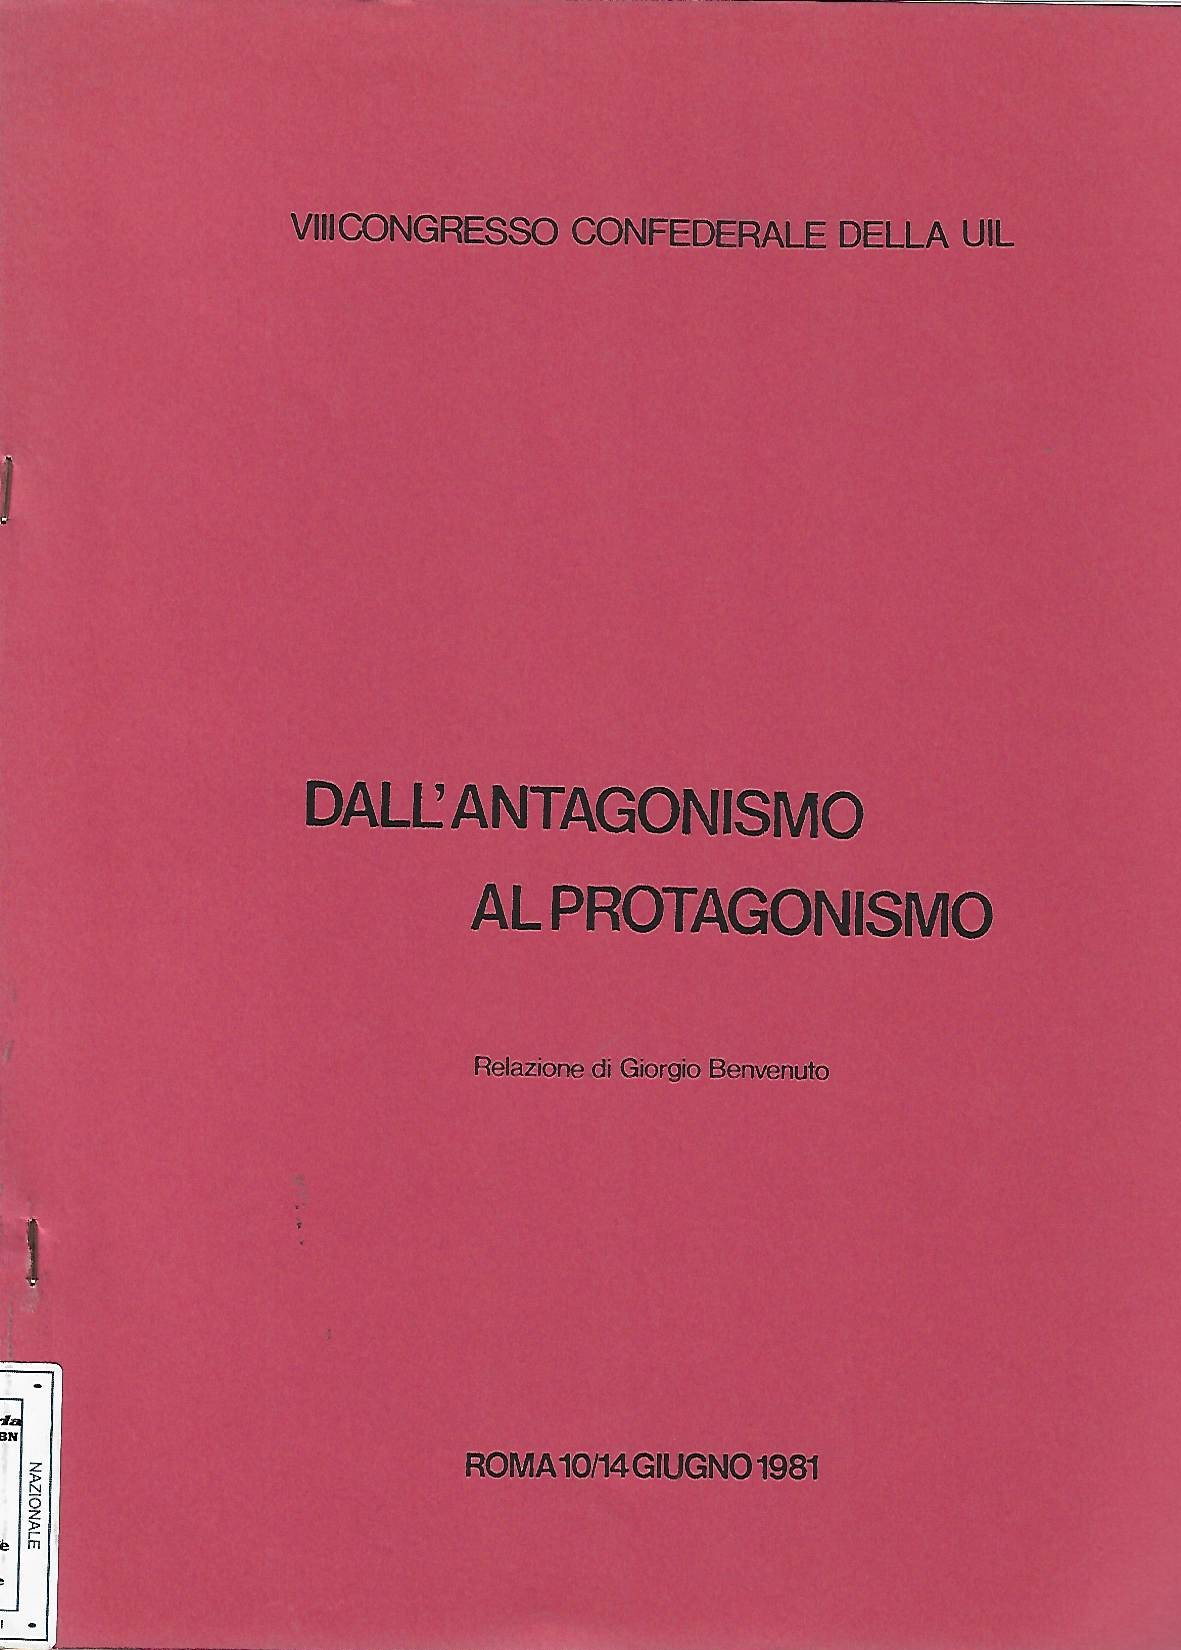 VIII CONGRESSO CONFEDERALE DELLA UIL
DALL'ANTAGONISMO
AL PROTAGONISMO
Relazione di Giorgio Benvenuto
ROMA 10/14 GIUGNO 1981
BN
NAZIONALE